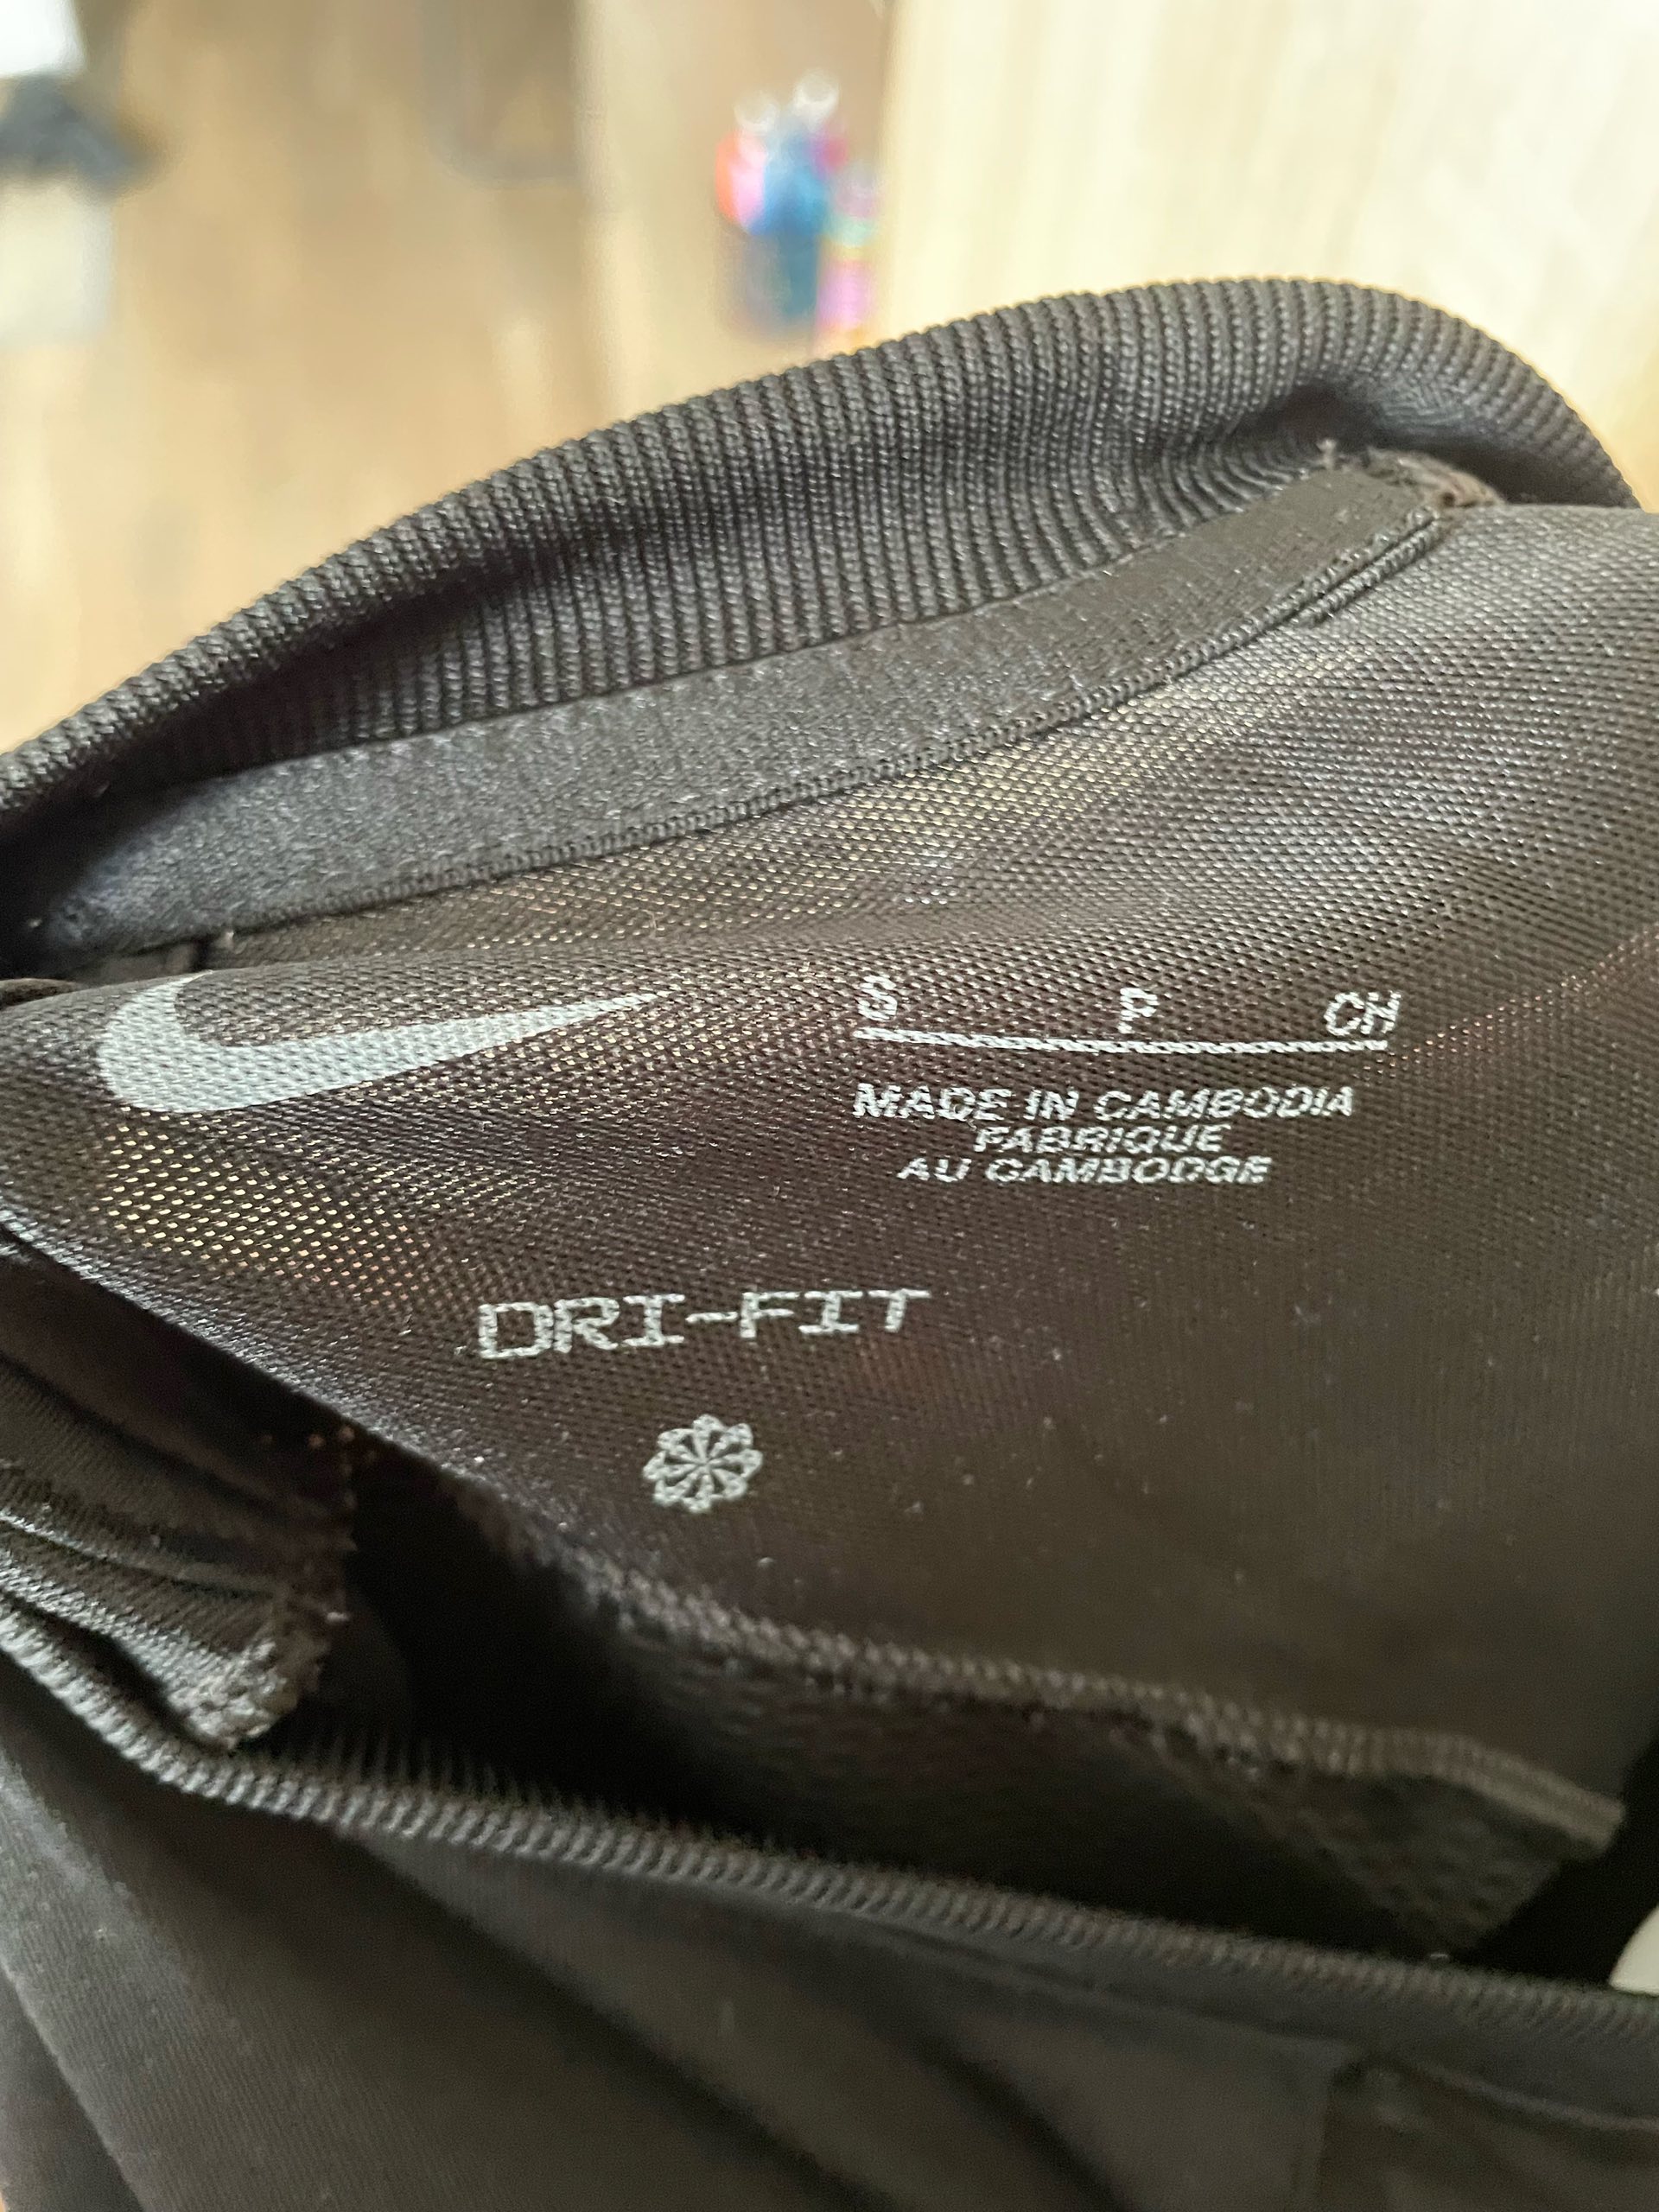 S P CH
MADE IN CAMBODIA
FABRIQUE
AU CAMBODGE
DRI-FIT